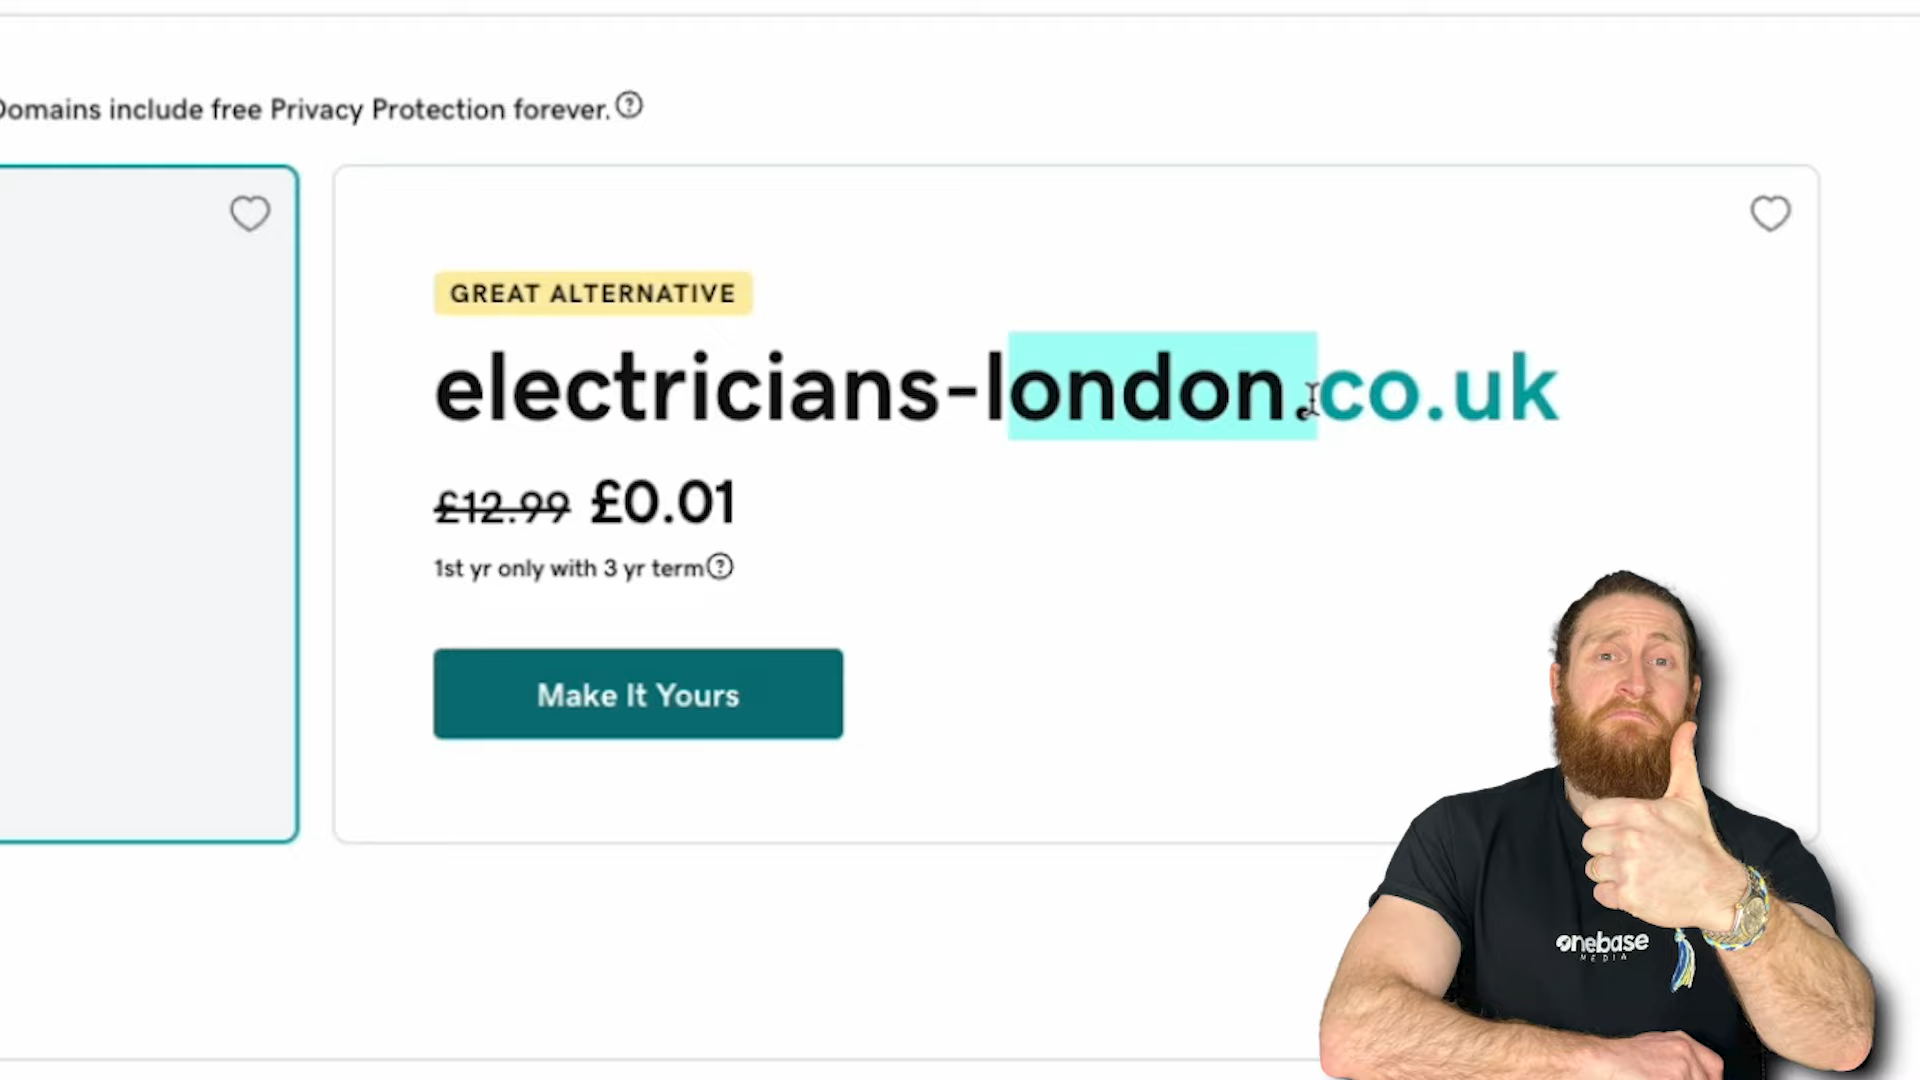 Domains include free Privacy Protection forever.
GREAT ALTERNATIVE
electricians-london.co.uk
£12.99 £0.01
1st yr only with 3 yr term
Make It Yours
onebase
MEDIA